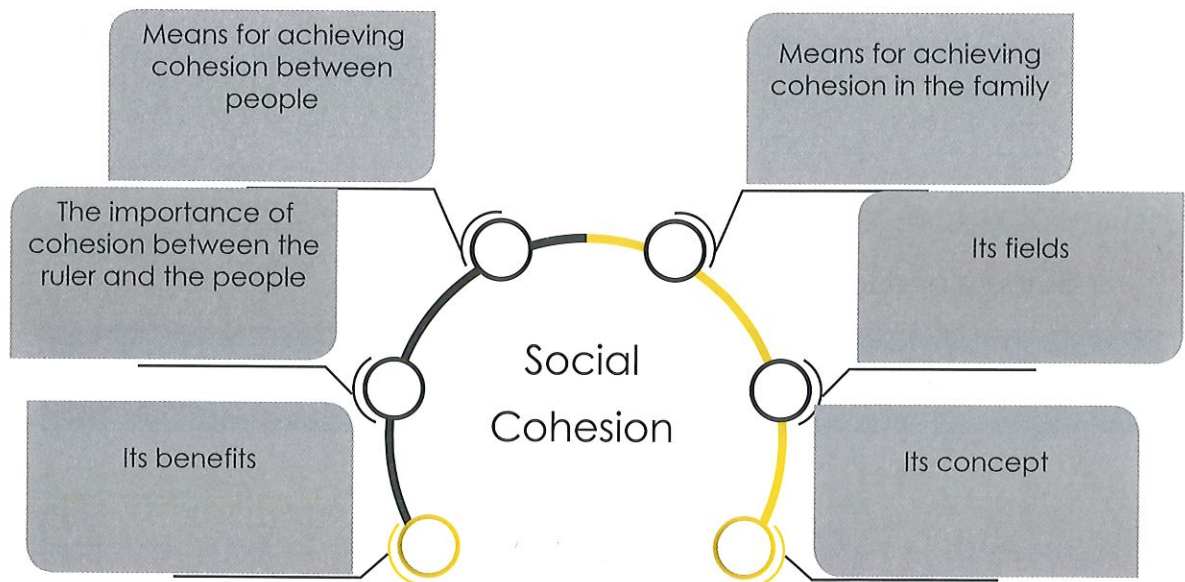 Means for achieving
cohesion between
people
Means for achieving
cohesion in the family
The importance of
cohesion between the
ruler and the people
Its fields
Social
Cohesion
Its benefits
Its concept